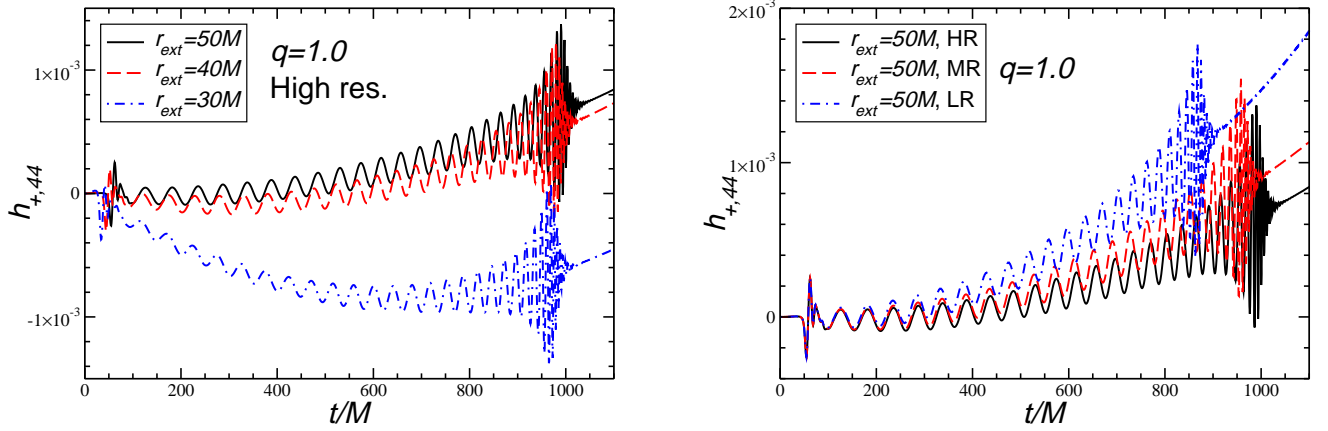 r_ext=50M
r_ext=40M
r_ext=30M
q=1.0
High res.
1×10⁻³
0
-1×10⁻³
h_+,44
0 200 400 600 800 1000
t/M
r_ext=50M, HR
r_ext=50M, MR
r_ext=50M, LR
q=1.0
2×10⁻³
1×10⁻³
0
h_+,44
0 200 400 600 800 1000
t/M